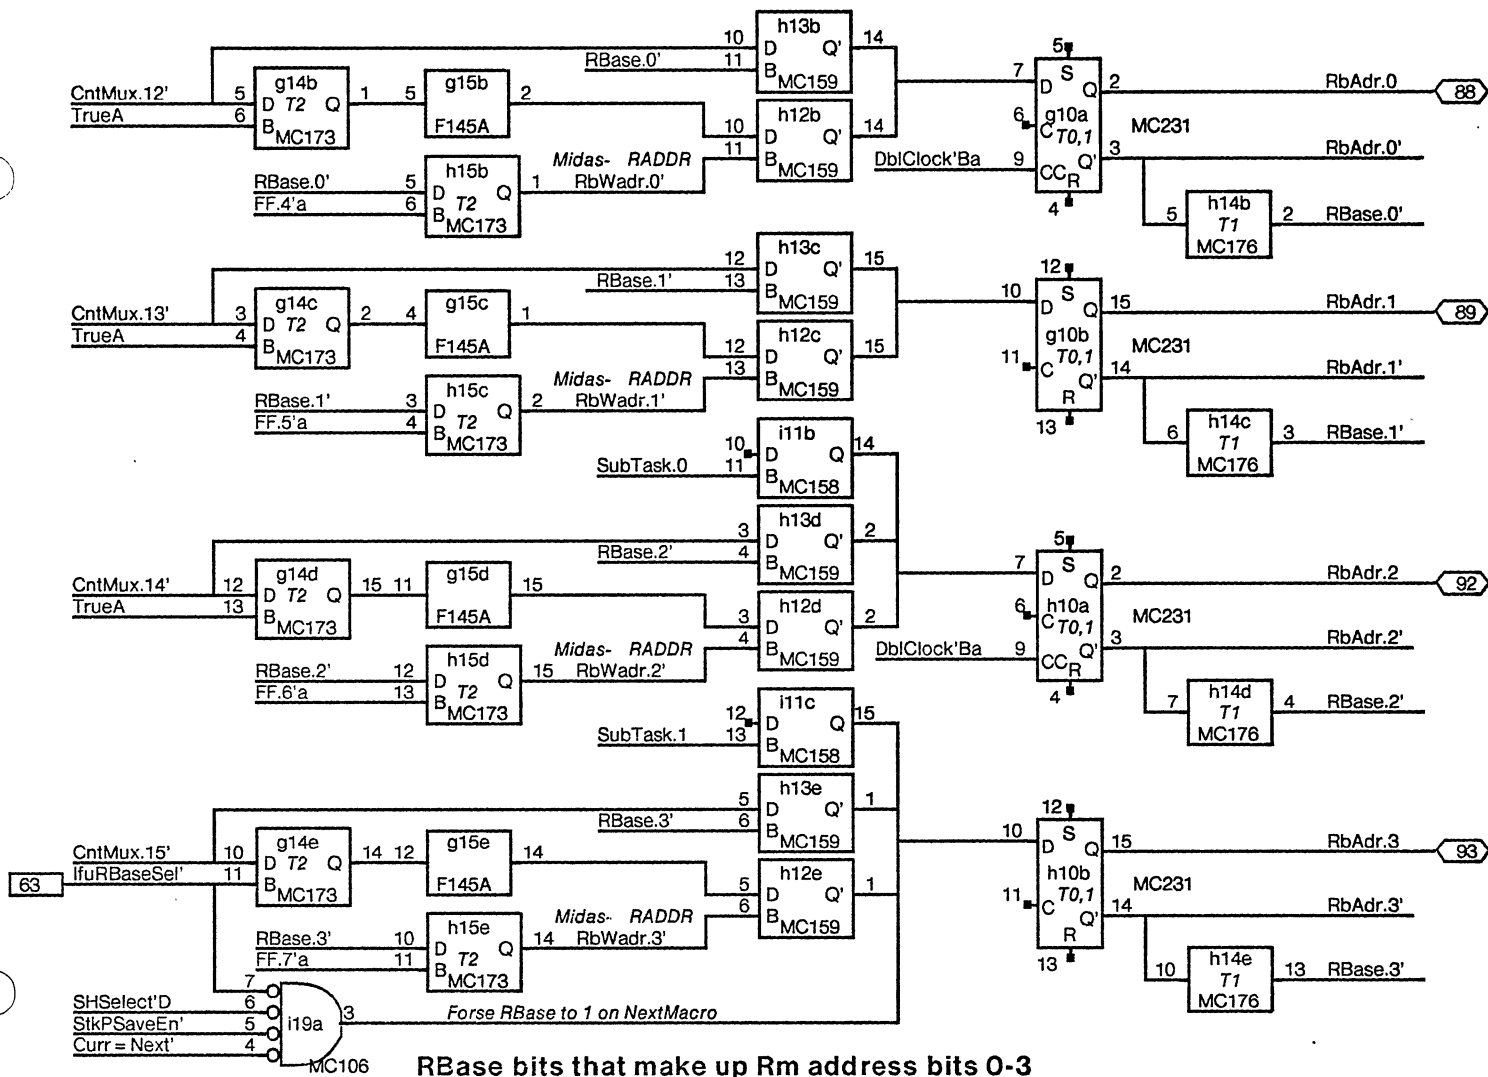 h13b
10 D Q' 14
RBase.0' 11 B
MC159
5
g14b
g15b
CntMux.12' 5 D T2 Q 1 5 2
TrueA 6 B
MC173
F145A
h12b
10 D Q' 14
11 B
MC159
7 D S Q 2 RbAdr.0 88
6 C g10a T0,1 MC231
DblClock'Ba 9 CC R Q' 3 RbAdr.0'
4
h15b
RBase.0' 5 D Q 1
FF.4'a 6 B T2
MC173
Midas- RADDR
RbWadr.0'
h14b
5 T1 2 RBase.0'
MC176
h13c
12 D Q' 15
RBase.1' 13 B
MC159
12
g14c
g15c
CntMux.13' 3 D T2 Q 2 4 1
TrueA 4 B
MC173
F145A
h12c
12 D Q' 15
13 B
MC159
10 D S Q 15 RbAdr.1 89
g10b MC231
11 C T0,1
Q' 14 RbAdr.1'
R
13
h15c
RBase.1' 3 D Q 2
FF.5'a 4 B T2
MC173
Midas- RADDR
RbWadr.1'
h14c
6 T1 3 RBase.1'
MC176
i11b
10 D Q 14
SubTask.0 11 B
MC158
h13d
3 D Q' 2
RBase.2' 4 B
MC159
5
g14d
g15d
CntMux.14' 12 D T2 Q 15 11 15
TrueA 13 B
MC173
F145A
h12d
3 D Q' 2
4 B
MC159
7 D S Q 2 RbAdr.2 92
6 C h10a T0,1 MC231
DblClock'Ba 9 CC R Q' 3 RbAdr.2'
4
h15d
RBase.2' 12 D Q 15
FF.6'a 13 B T2
MC173
Midas- RADDR
RbWadr.2'
h14d
7 T1 4 RBase.2'
MC176
i11c
12 D Q 15
SubTask.1 13 B
MC158
h13e
5 D Q' 1
RBase.3' 6 B
MC159
12
g14e
g15e
CntMux.15' 10 D T2 Q 14 12 14
63 IfuRBaseSel' 11 B
MC173
F145A
h12e
5 D Q' 1
6 B
MC159
10 D S Q 15 RbAdr.3 93
h10b MC231
11 C T0,1
Q' 14 RbAdr.3'
R
13
h15e
RBase.3' 10 D Q 14
FF.7'a 11 B T2
MC173
Midas- RADDR
RbWadr.3'
h14e
10 T1 13 RBase.3'
MC176
7
SHSelect'D 6
StkPSaveEn' 5 i19a 3
Curr = Next' 4
MC106
Forse RBase to 1 on NextMacro
RBase bits that make up Rm address bits 0-3